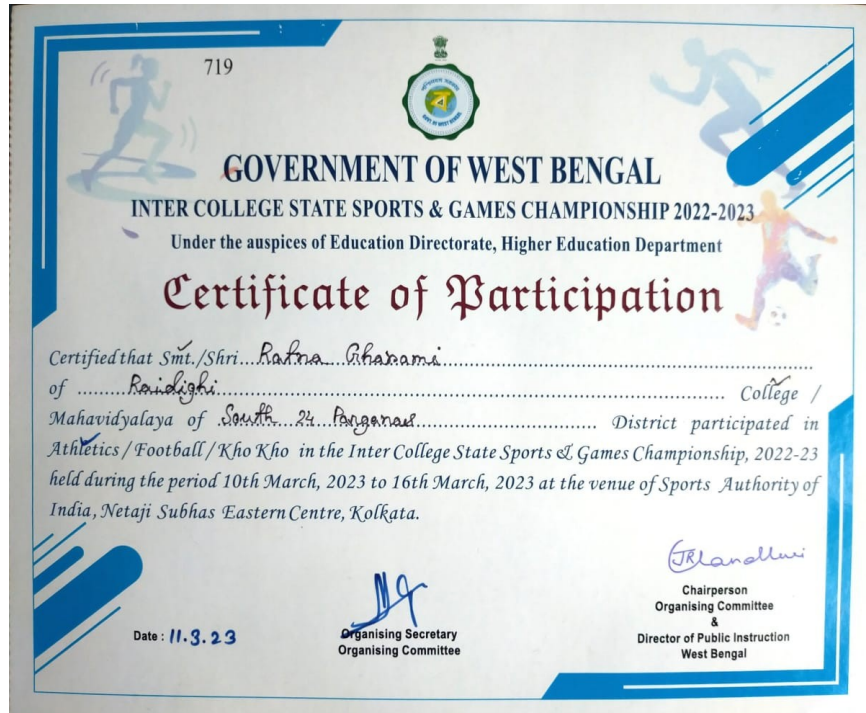 719
GOVT. OF WEST BENGAL
GOVERNMENT OF WEST BENGAL
INTER COLLEGE STATE SPORTS & GAMES CHAMPIONSHIP 2022-2023
Under the auspices of Education Directorate, Higher Education Department
Certificate of Participation
Certified that Smt./Shri...Ratna Gharami
of ........Raidighi........ College /
Mahavidyalaya of .South 24 Parganas........ District participated in
Athletics / Football / Kho Kho in the Inter College State Sports & Games Championship, 2022-23
held during the period 10th March, 2023 to 16th March, 2023 at the venue of Sports Authority of
India, Netaji Subhas Eastern Centre, Kolkata.
Date : 11.3.23
Organising Secretary
Organising Committee
Chairperson
Organising Committee
&
Director of Public Instruction
West Bengal